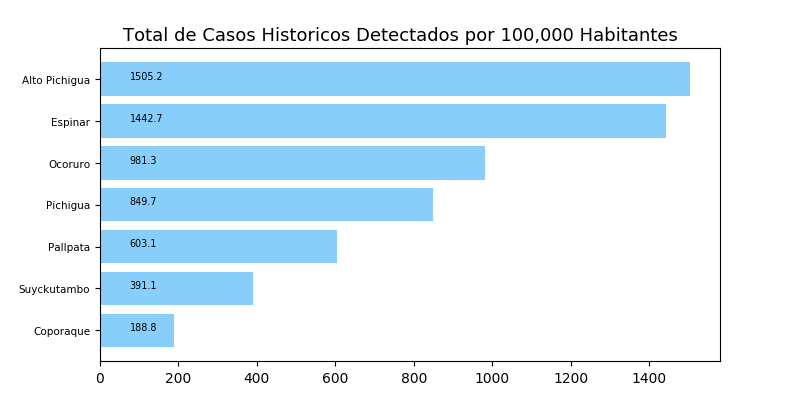 Total de Casos Historicos Detectados por 100,000 Habitantes
Alto Pichigua 1505.2
Espinar 1442.7
Ocoruro 981.3
Pichigua 849.7
Pallpata 603.1
Suyckutambo 391.1
Coporaque 188.8
0 200 400 600 800 1000 1200 1400